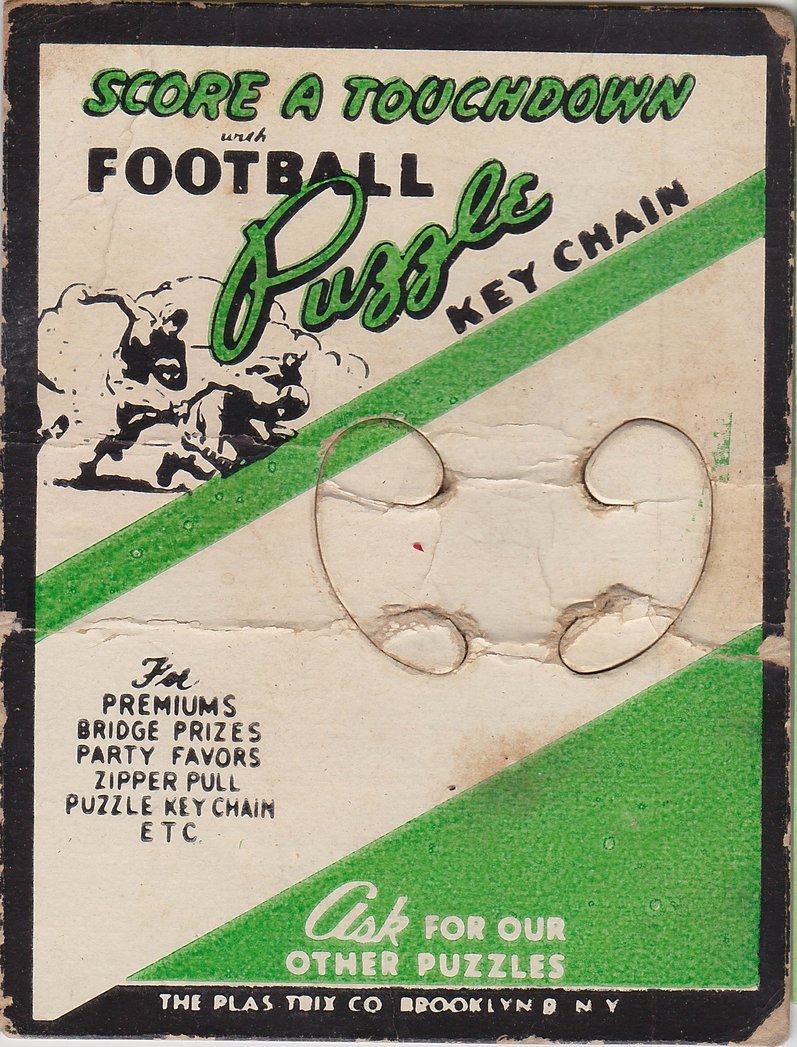 SCORE A TOUCHDOWN
with
FOOTBALL
Puzzle
KEY CHAIN
For
PREMIUMS
BRIDGE PRIZES
PARTY FAVORS
ZIPPER PULL
PUZZLE KEY CHAIN
ETC.
Ask FOR OUR
OTHER PUZZLES
THE PLAS TRIX CO BROOKLYN 8 N Y